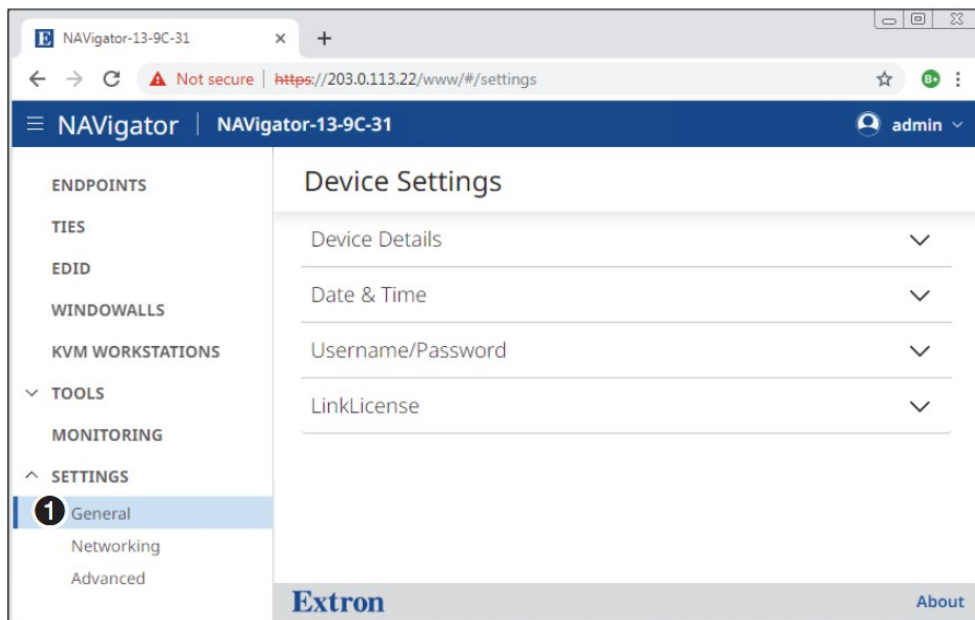 E NAVigator-13-9C-31
Not secure | https://203.0.113.22/www/#/settings
B+
NAVigator | NAVigator-13-9C-31
admin
ENDPOINTS
TIES
EDID
WINDOWALLS
KVM WORKSTATIONS
TOOLS
MONITORING
SETTINGS
1 General
Networking
Advanced
Device Settings
Device Details
Date & Time
Username/Password
LinkLicense
Extron
About